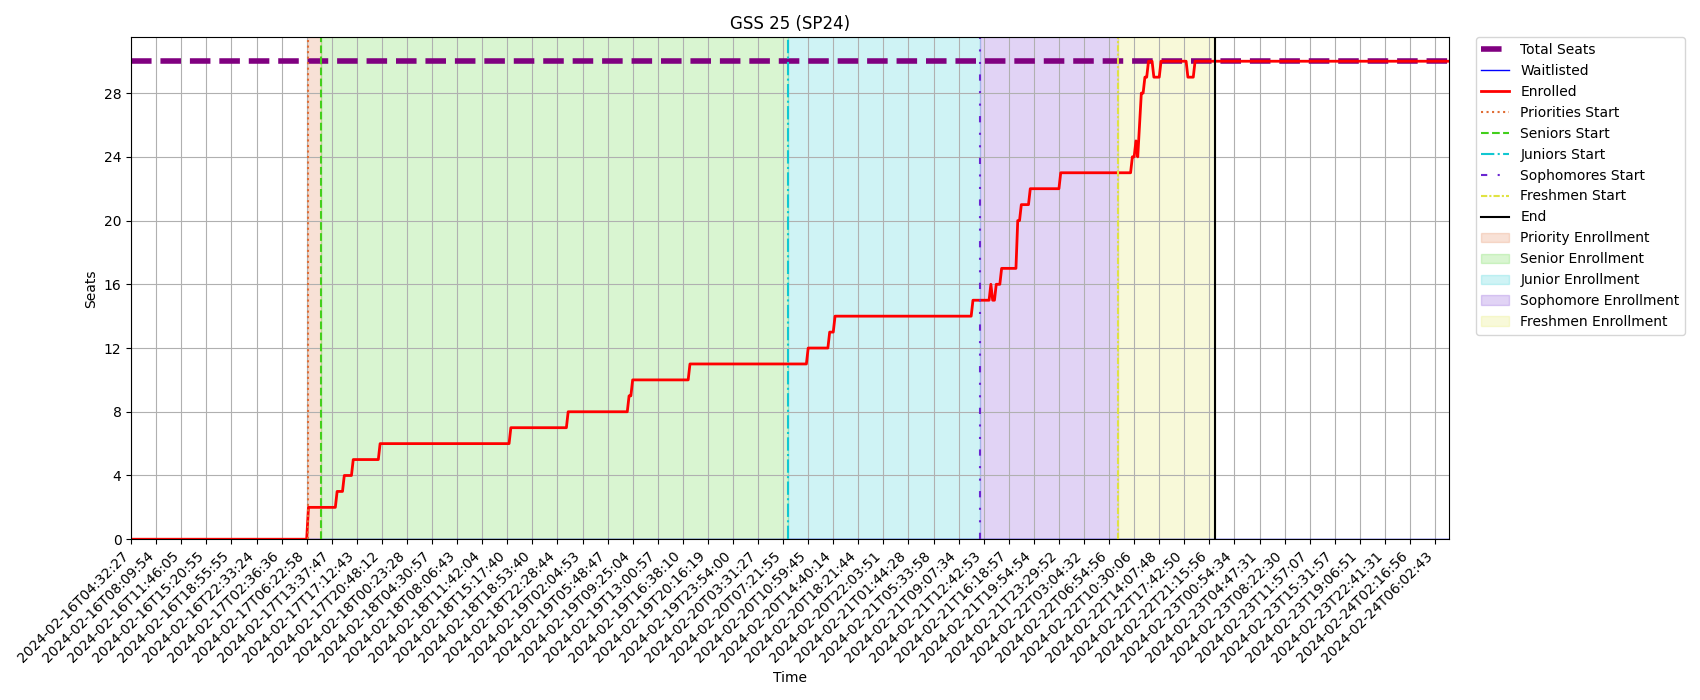 GSS 25 (SP24)
Total Seats
Waitlisted
Enrolled
Priorities Start
Seniors Start
Juniors Start
Sophomores Start
Freshmen Start
End
Priority Enrollment
Senior Enrollment
Junior Enrollment
Sophomore Enrollment
Freshmen Enrollment
Seats
28
24
20
16
12
8
4
0
2024-02-16T04:32:27
2024-02-16T08:09:54
2024-02-16T11:46:05
2024-02-16T15:20:55
2024-02-16T18:55:55
2024-02-16T22:33:24
2024-02-17T02:36:36
2024-02-17T06:22:58
2024-02-17T13:37:47
2024-02-17T17:12:43
2024-02-17T20:48:12
2024-02-18T00:23:28
2024-02-18T04:30:57
2024-02-18T08:06:43
2024-02-18T11:42:04
2024-02-18T15:17:40
2024-02-18T18:53:40
2024-02-18T22:28:44
2024-02-19T02:04:53
2024-02-19T05:48:47
2024-02-19T09:25:04
2024-02-19T13:00:57
2024-02-19T16:38:10
2024-02-19T20:16:19
2024-02-19T23:54:00
2024-02-20T03:31:27
2024-02-20T07:21:55
2024-02-20T10:59:45
2024-02-20T14:40:14
2024-02-20T18:21:44
2024-02-20T22:03:51
2024-02-21T01:44:28
2024-02-21T05:33:58
2024-02-21T09:07:34
2024-02-21T12:42:53
2024-02-21T16:18:57
2024-02-21T19:54:54
2024-02-21T23:29:52
2024-02-22T03:04:32
2024-02-22T06:54:56
2024-02-22T10:30:06
2024-02-22T14:07:48
2024-02-22T17:42:50
2024-02-22T21:15:56
2024-02-23T00:54:34
2024-02-23T04:47:31
2024-02-23T08:22:30
2024-02-23T11:57:07
2024-02-23T15:31:57
2024-02-23T19:06:51
2024-02-23T22:41:31
2024-02-24T02:16:56
2024-02-24T06:02:43
Time